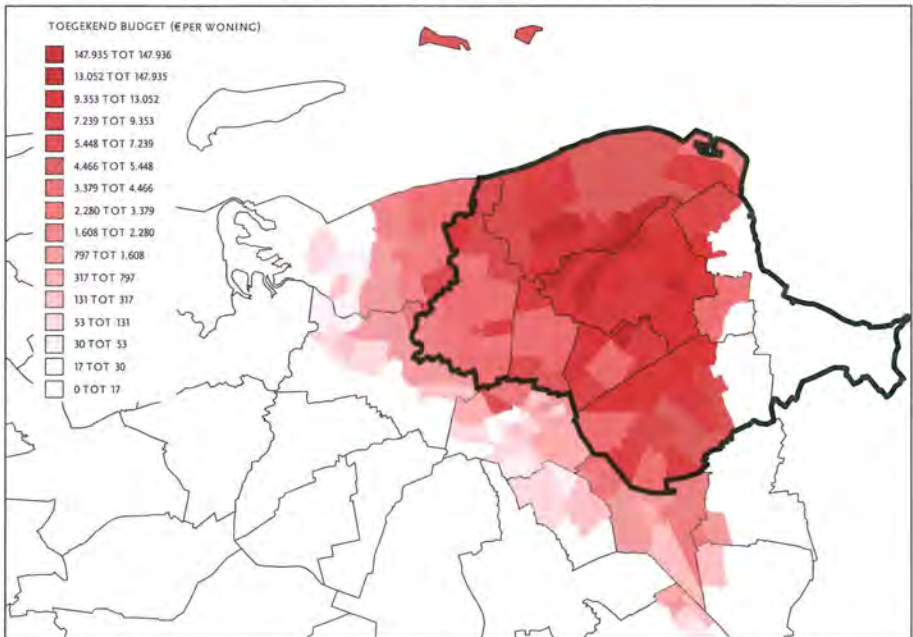 TOEGEKEND BUDGET (€ PER WONING)
147.935 TOT 147.936
13.052 TOT 147.935
9.353 TOT 13.052
7.239 TOT 9.353
5.448 TOT 7.239
4.466 TOT 5.448
3.379 TOT 4.466
2.280 TOT 3.379
1.608 TOT 2.280
797 TOT 1.608
317 TOT 797
131 TOT 317
53 TOT 131
30 TOT 53
17 TOT 30
0 TOT 17